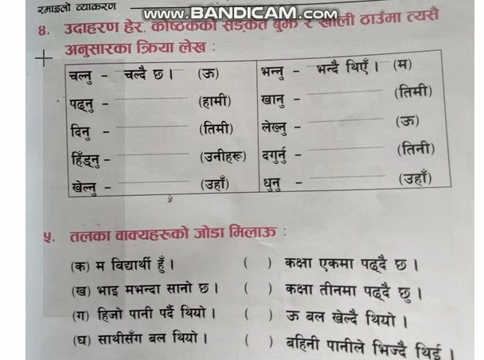 रमाइलो व्याकरण
WWW.BANDICAM.COM
४. उदाहरण हेर, कोष्ठकको सङ्केत बुझ र खाली ठाउँमा त्यसै
अनुसारका क्रिया लेख :
चल्नु - चल्दै छ । (ऊ) भन्नु - भन्दै थिएँ । (म)
पढ्नु - (हामी) खानु - (तिमी)
दिनु - (तिमी) लेख्नु - (ऊ)
हिँड्नु - (उनीहरू) दगुर्नु - (तिनी)
खेल्नु - (उहाँ) धुनु - (उहाँ)
५. तलका वाक्यहरूको जोडा मिलाऊ :
(क) म विद्यार्थी हुँ । ( ) कक्षा एकमा पढ्दै छ ।
(ख) भाइ मभन्दा सानो छ । ( ) कक्षा तीनमा पढ्दै छु ।
(ग) हिजो पानी पर्दै थियो । ( ) ऊ बल खेल्दै थियो ।
(घ) साथीसँग बल थियो । ( ) बहिनी पानीले भिज्दै थिई ।